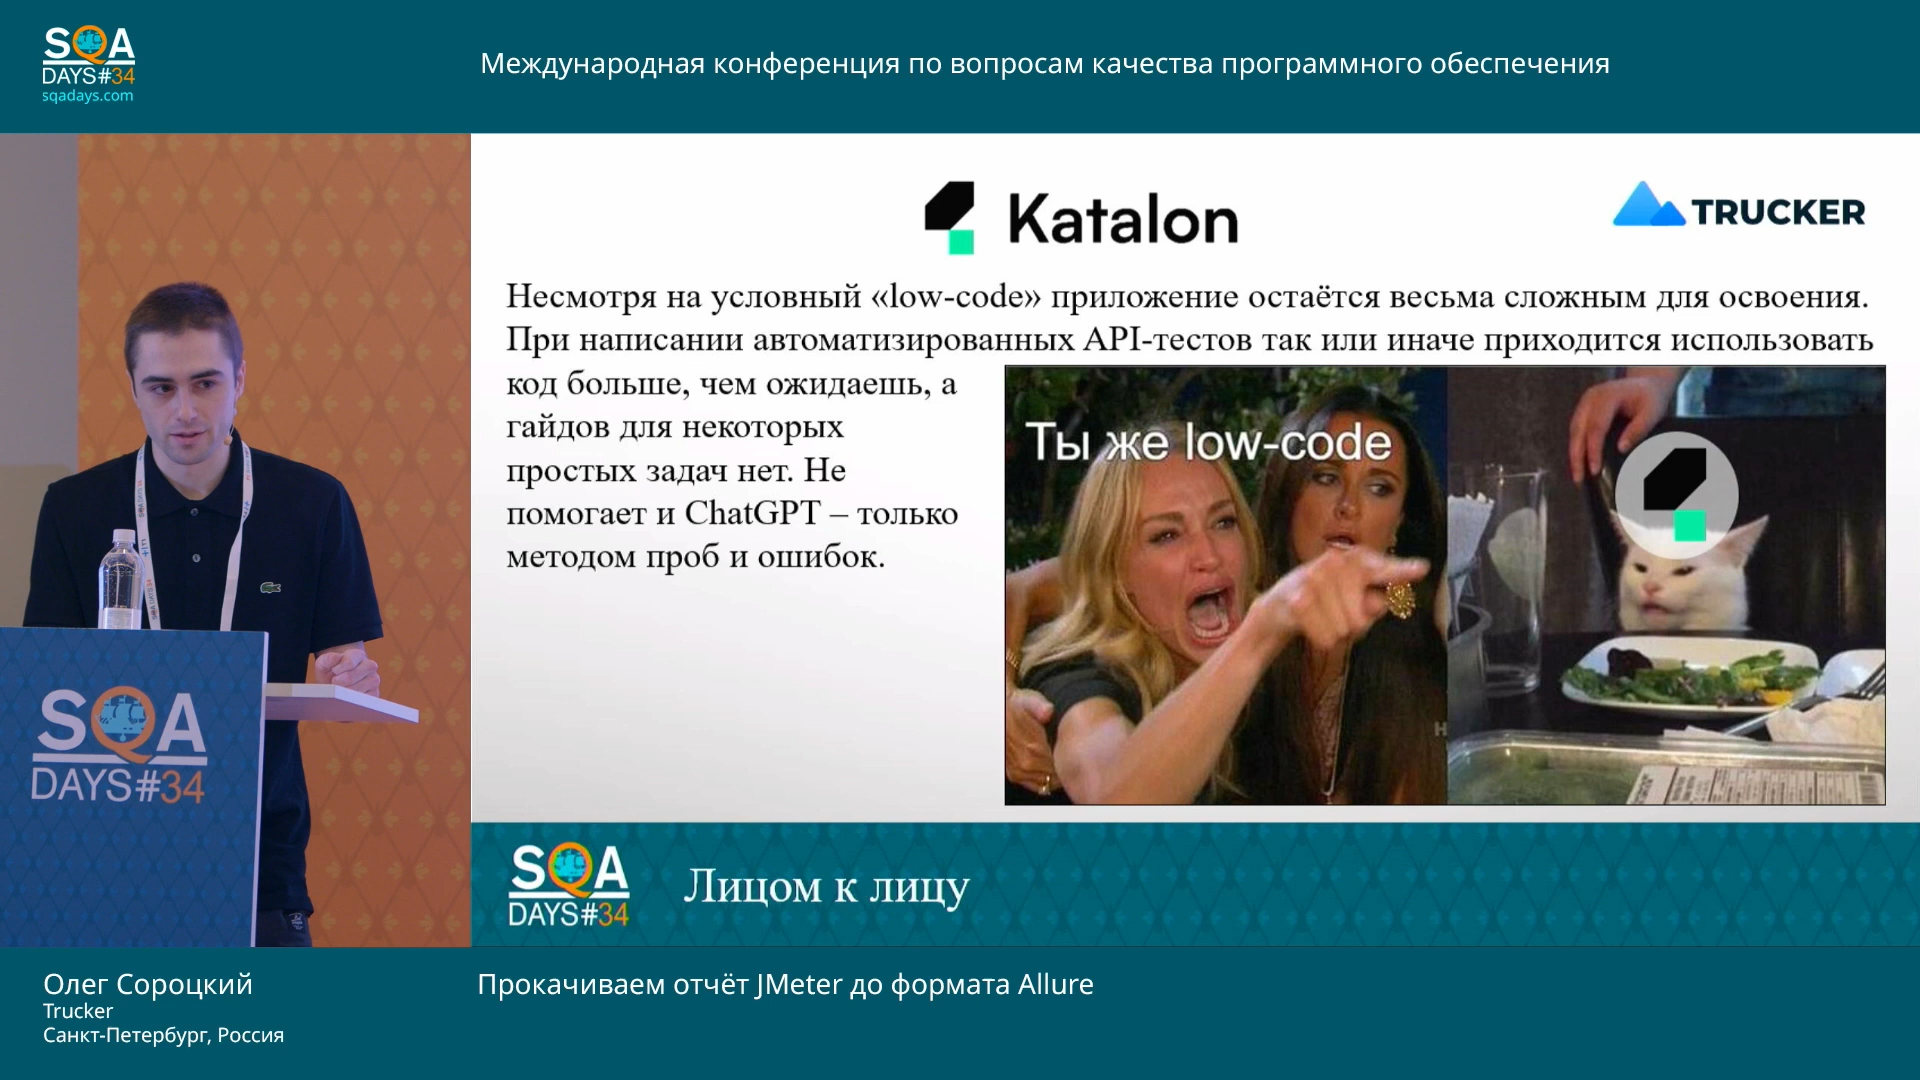 SQA
DAYS#34
sqadays.com
Международная конференция по вопросам качества программного обеспечения
Katalon
TRUCKER
Несмотря на условный «low-code» приложение остаётся весьма сложным для освоения.
При написании автоматизированных API-тестов так или иначе приходится использовать
код больше, чем ожидаешь, а
гайдов для некоторых
простых задач нет. Не
помогает и ChatGPT – только
методом проб и ошибок.
Ты же low-code
SQA
DAYS#34
SQA
DAYS#34
Лицом к лицу
Олег Сороцкий
Trucker
Санкт-Петербург, Россия
Прокачиваем отчёт JMeter до формата Allure